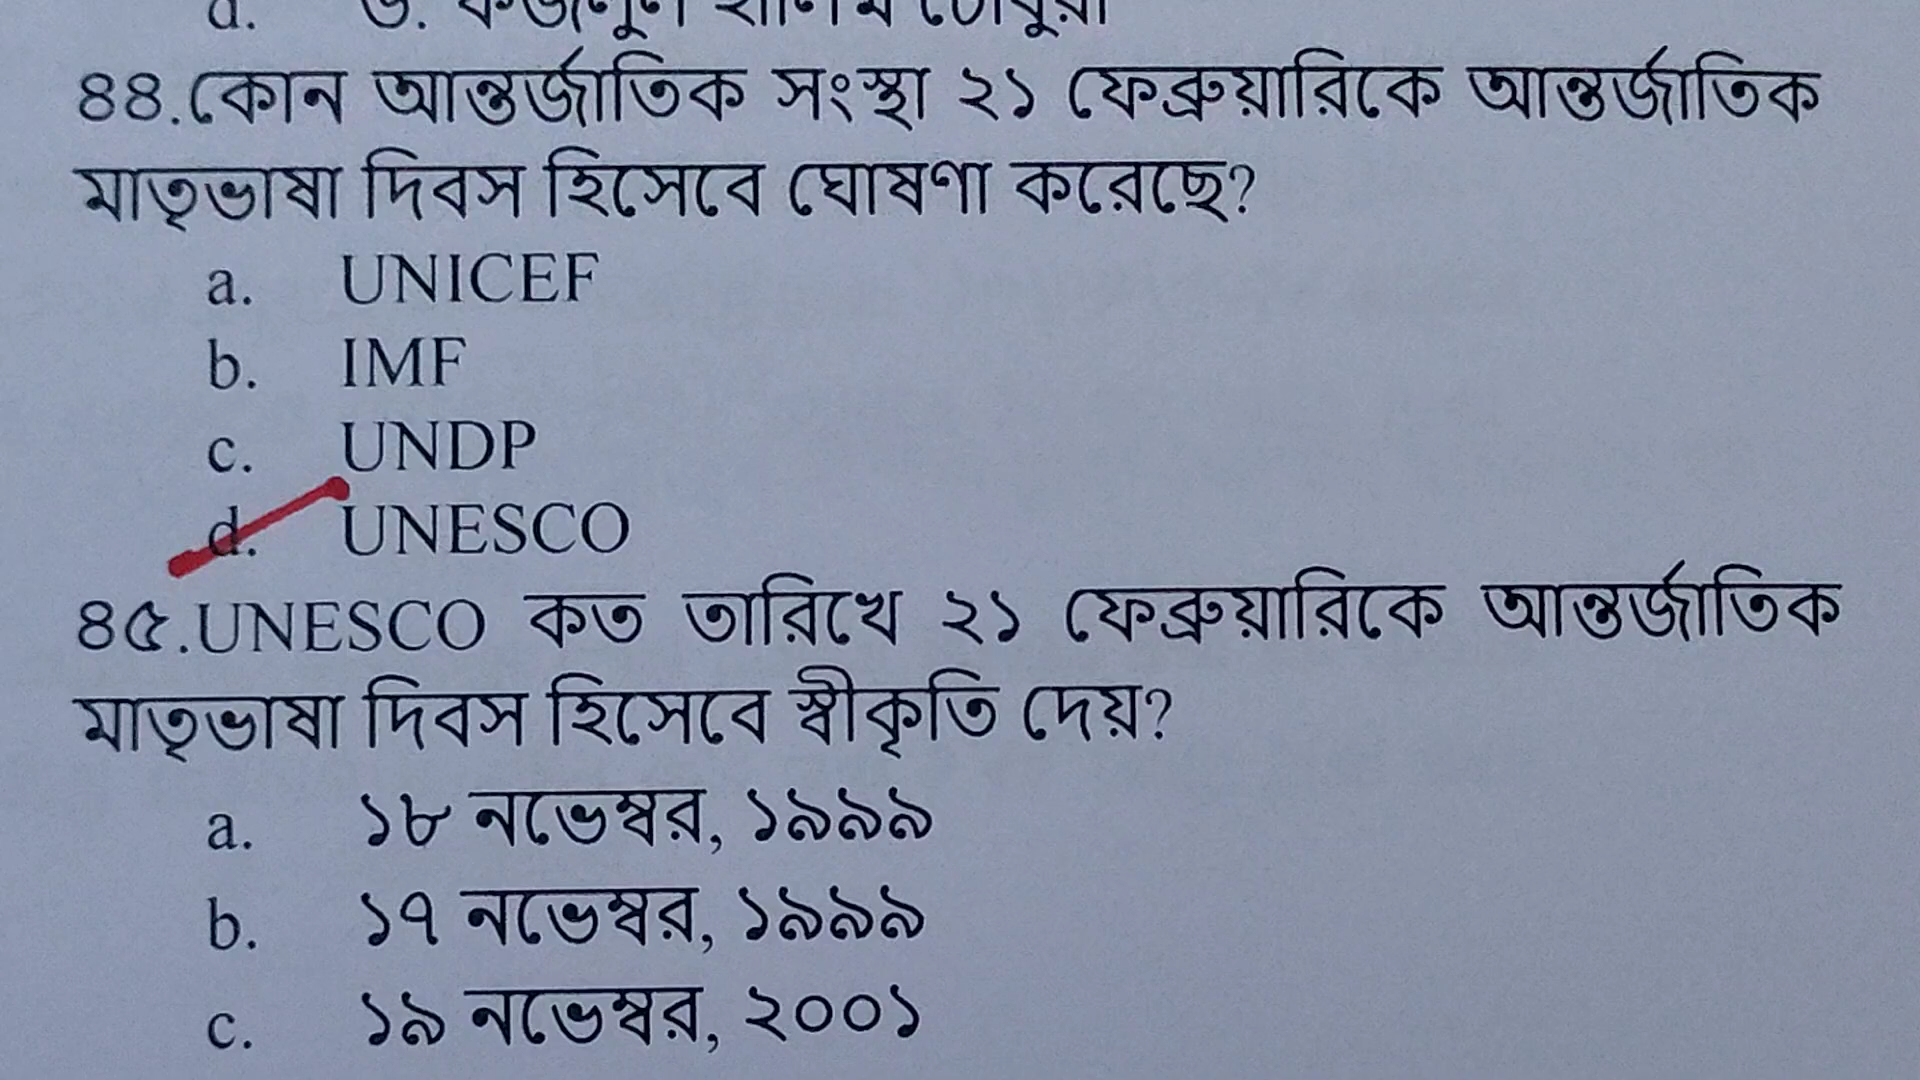 d. ড. ফজলুল হালিম চৌধুরী
৪৪.কোন আন্তর্জাতিক সংস্থা ২১ ফেব্রুয়ারিকে আন্তর্জাতিক
মাতৃভাষা দিবস হিসেবে ঘোষণা করেছে?
a. UNICEF
b. IMF
c. UNDP
d. UNESCO
৪৫.UNESCO কত তারিখে ২১ ফেব্রুয়ারিকে আন্তর্জাতিক
মাতৃভাষা দিবস হিসেবে স্বীকৃতি দেয়?
a. ১৮ নভেম্বর, ১৯৯৯
b. ১৭ নভেম্বর, ১৯৯৯
c. ১৯ নভেম্বর, ২০০১